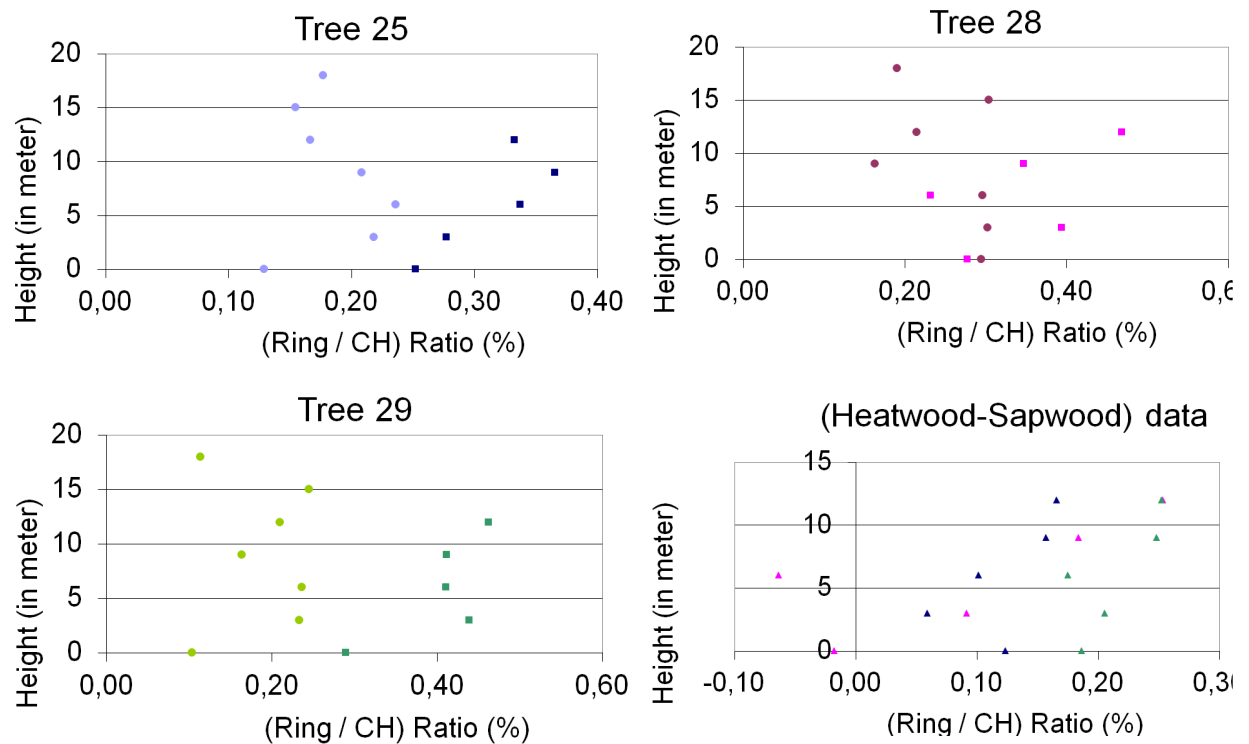 Tree 25
20
15
10
5
0
0,00 0,10 0,20 0,30 0,40
Height (in meter)
(Ring / CH) Ratio (%)
Tree 28
20
15
10
5
0
0,00 0,20 0,40 0,6
Height (in meter)
(Ring / CH) Ratio (%)
Tree 29
20
15
10
5
0
0,00 0,20 0,40 0,60
Height (in meter)
(Ring / CH) Ratio (%)
(Heatwood-Sapwood) data
15
10
5
0
-0,10 0,00 0,10 0,20 0,30
Height (in meter)
(Ring / CH) Ratio (%)